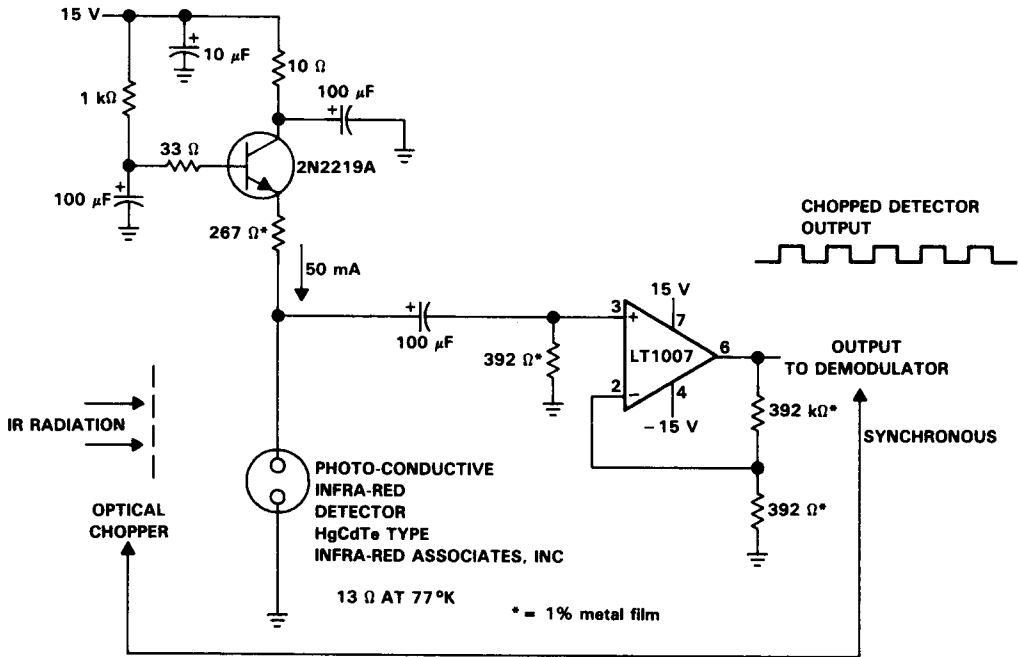 15 V
10 µF
10 Ω
1 kΩ
100 µF
33 Ω
2N2219A
100 µF
267 Ω*
50 mA
CHOPPED DETECTOR
OUTPUT
100 µF
392 Ω*
15 V
3
+
7
LT1007
6
2
−
4
− 15 V
OUTPUT
TO DEMODULATOR
392 kΩ*
SYNCHRONOUS
392 Ω*
IR RADIATION
OPTICAL
CHOPPER
PHOTO-CONDUCTIVE
INFRA-RED
DETECTOR
HgCdTe TYPE
INFRA-RED ASSOCIATES, INC
13 Ω AT 77°K
* = 1% metal film